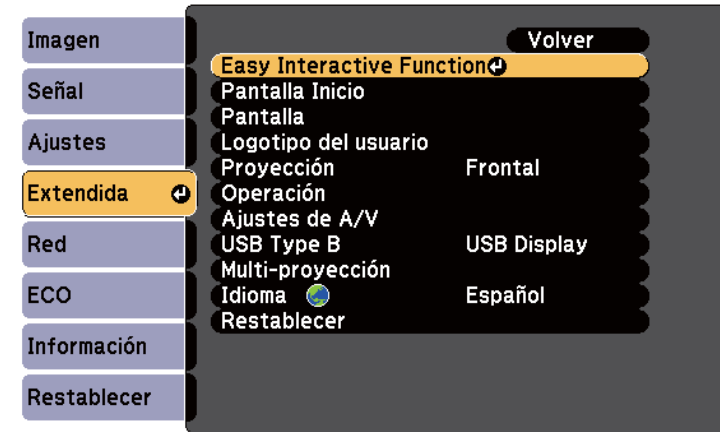 Imagen
Señal
Ajustes
Extendida
Red
ECO
Información
Restablecer
Volver
Easy Interactive Function
Pantalla Inicio
Pantalla
Logotipo del usuario
Proyección Frontal
Operación
Ajustes de A/V
USB Type B USB Display
Multi-proyección
Idioma Español
Restablecer